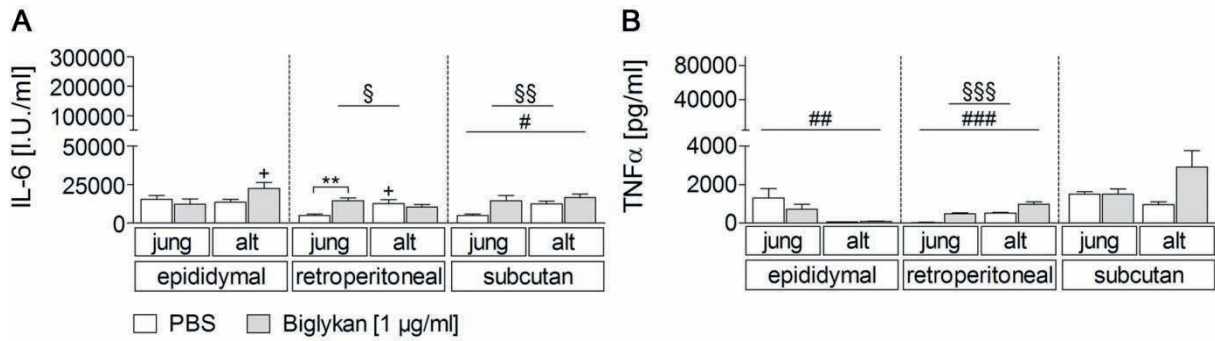 A
IL-6 [I.U./ml]
300000
200000
100000
50000
25000
0
§
§§
#
+
**
+
jung alt jung alt jung alt
epididymal retroperitoneal subcutan
PBS Biglykan [1 µg/ml]
B
TNFα [pg/ml]
80000
40000
4000
2000
0
§§§
##
###
jung alt jung alt jung alt
epididymal retroperitoneal subcutan